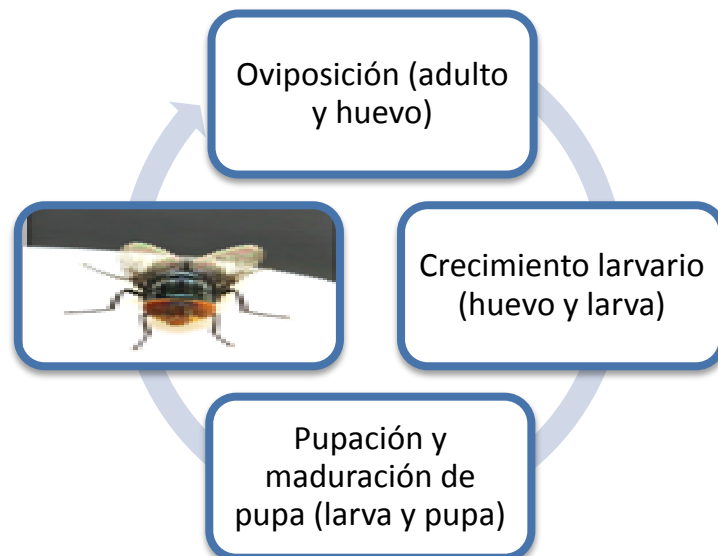 Oviposición (adulto
y huevo)
Crecimiento larvario
(huevo y larva)
Pupación y
maduración de
pupa (larva y pupa)